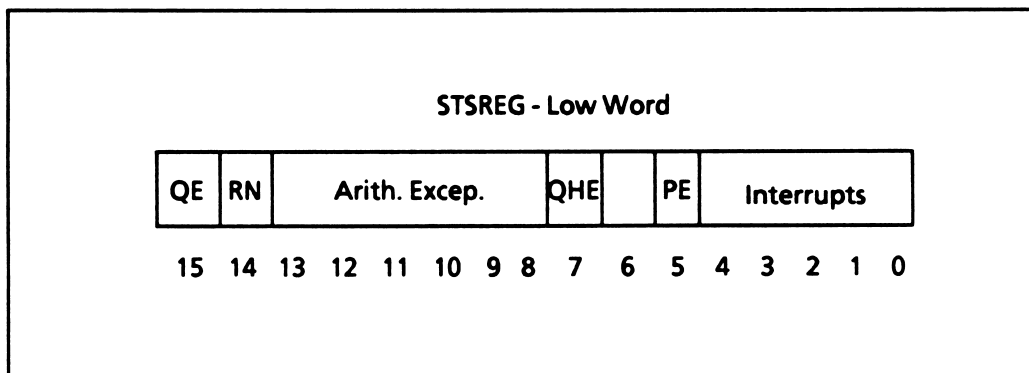 STSREG - Low Word
QE RN Arith. Excep. QHE PE Interrupts
15 14 13 12 11 10 9 8 7 6 5 4 3 2 1 0